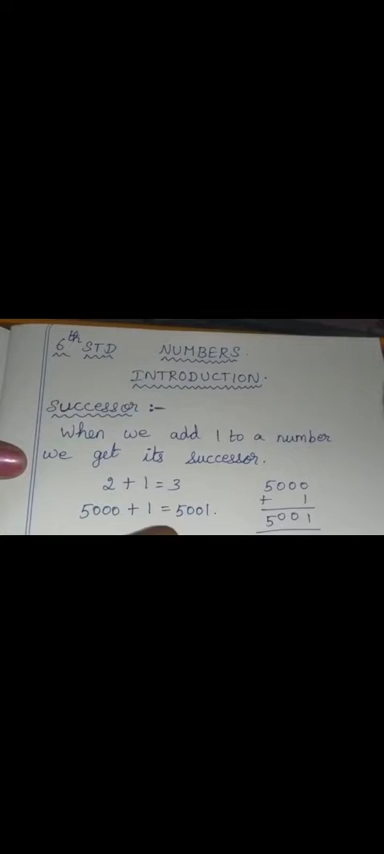 6th STD NUMBERS.
INTRODUCTION.
Successor :-
When we add 1 to a number
we get its successor.
2 + 1 = 3
5000 + 1 = 5001.
5000
+ 1
5001